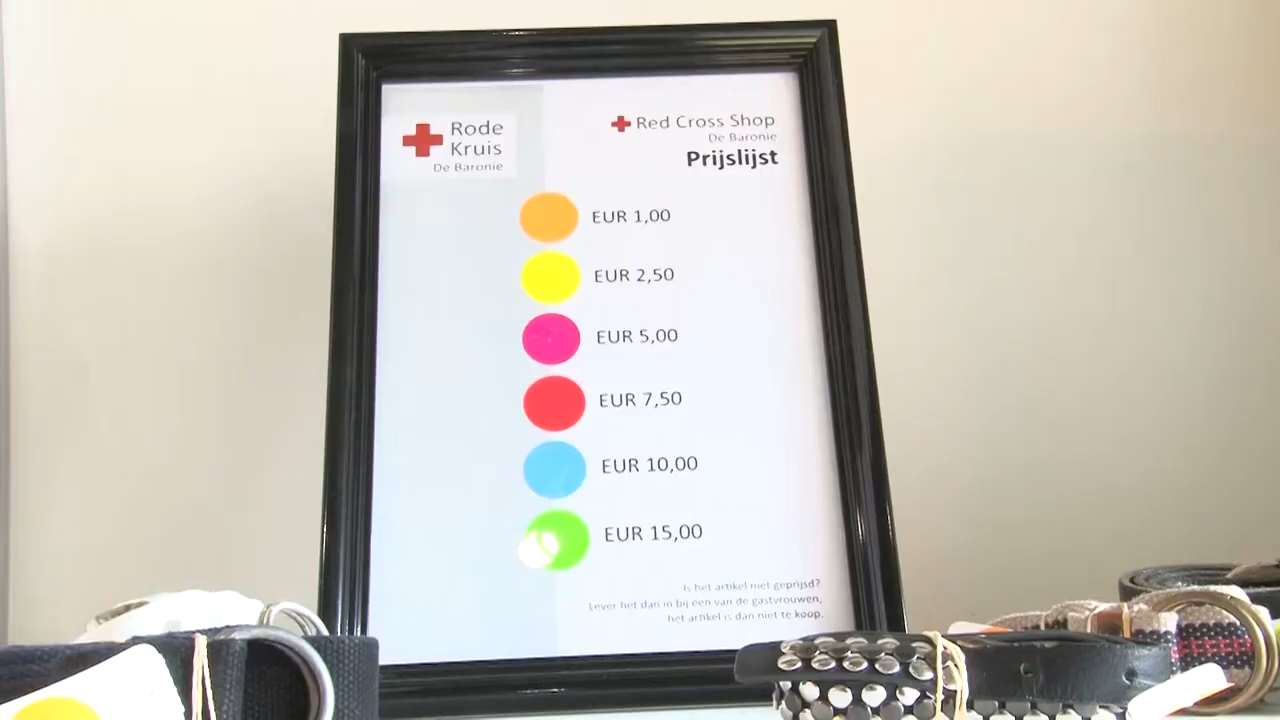 Rode
Kruis
De Baronie
Red Cross Shop
De Baronie
Prijslijst
EUR 1,00
EUR 2,50
EUR 5,00
EUR 7,50
EUR 10,00
EUR 15,00
Is het artikel niet geprijsd?
Lever het dan in bij een van de gastvrouwen,
het artikel is dan niet te koop.